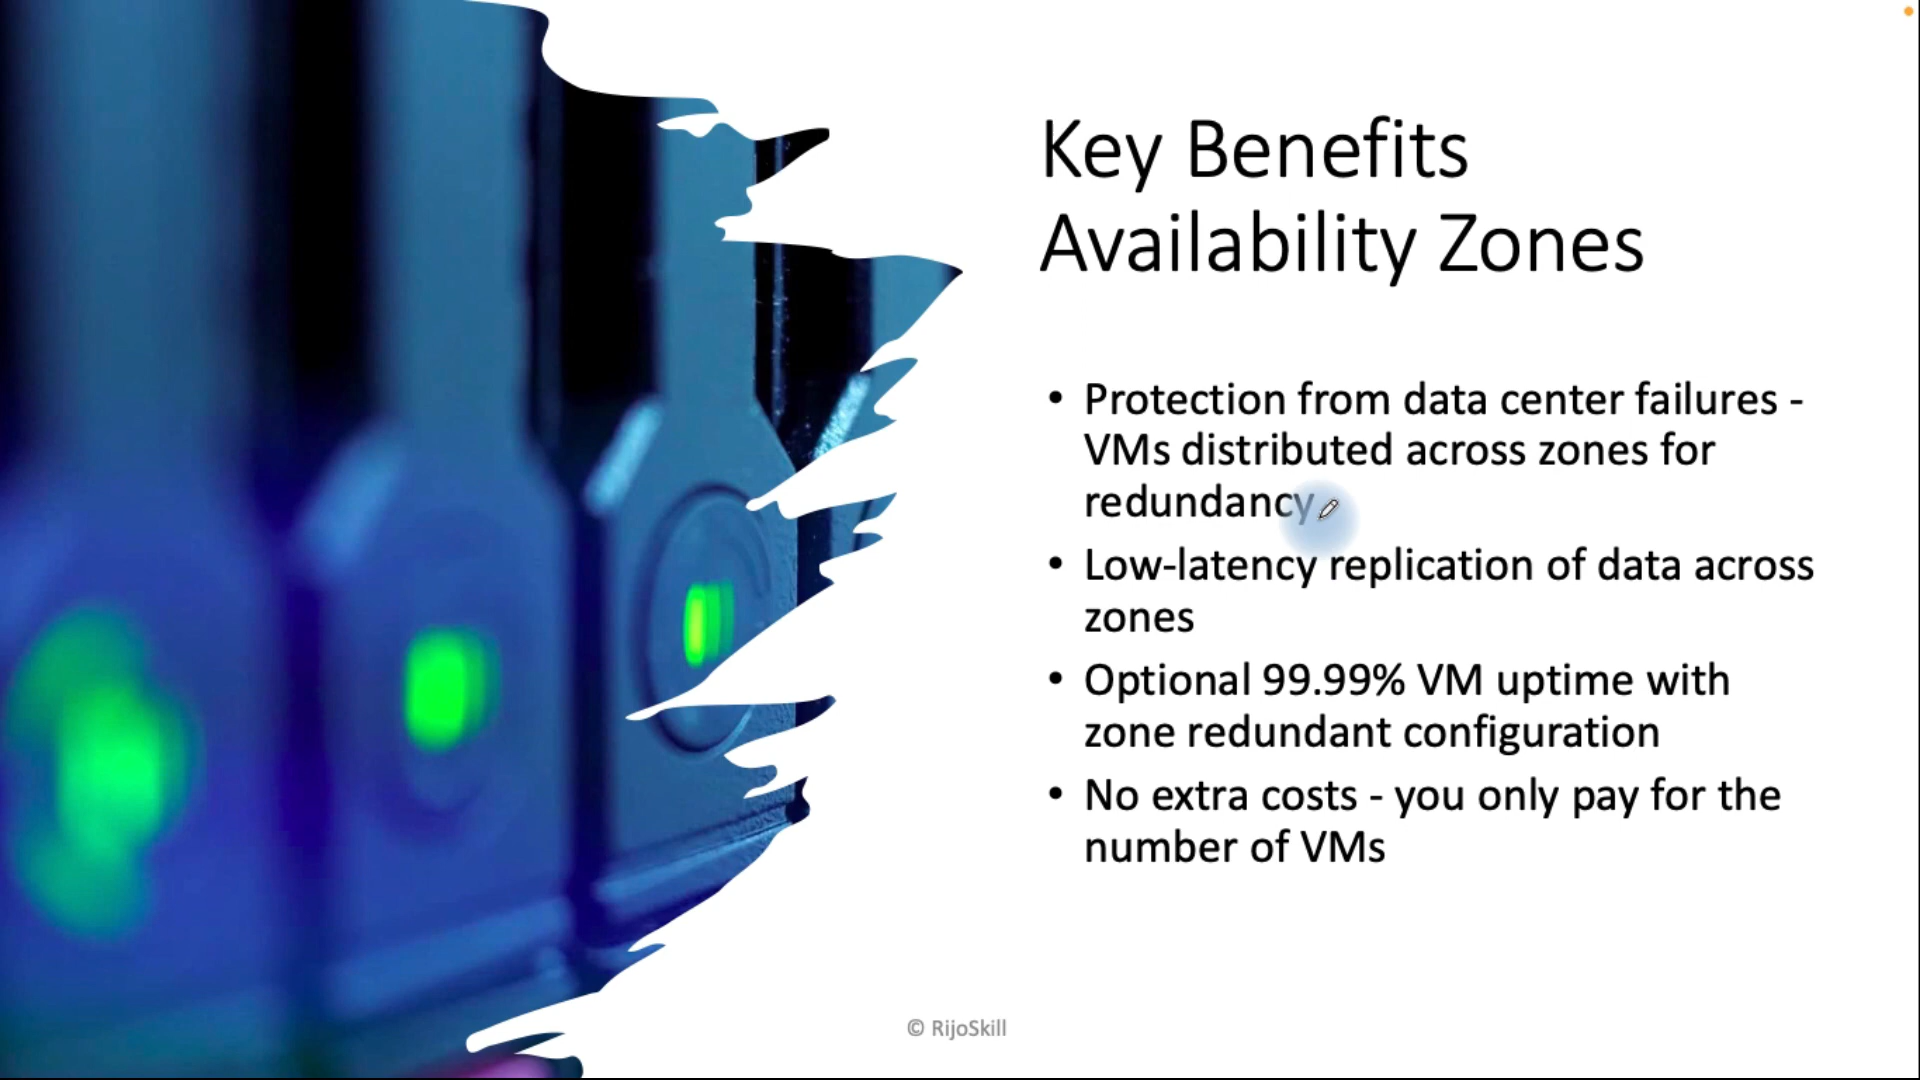 Key Benefits
Availability Zones
• Protection from data center failures -
VMs distributed across zones for
redundancy
• Low-latency replication of data across
zones
• Optional 99.99% VM uptime with
zone redundant configuration
• No extra costs - you only pay for the
number of VMs
© RijoSkill